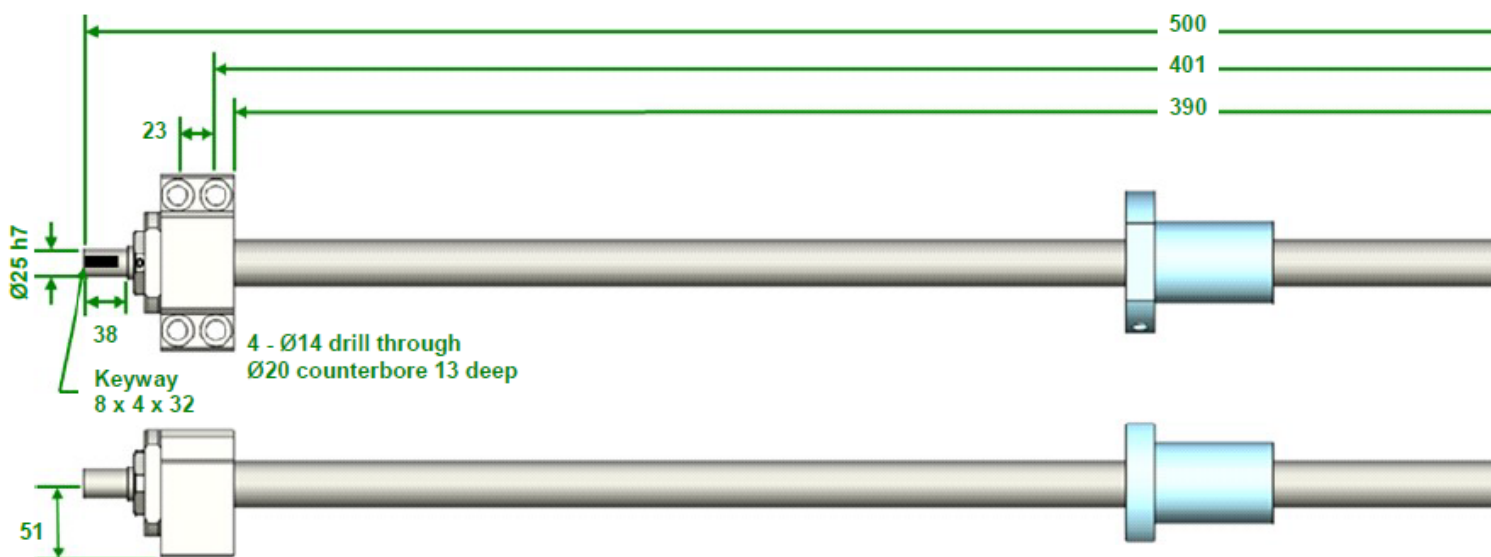 500
401
390
23
Ø25 h7
38
4 - Ø14 drill through
Ø20 counterbore 13 deep
Keyway
8 x 4 x 32
51